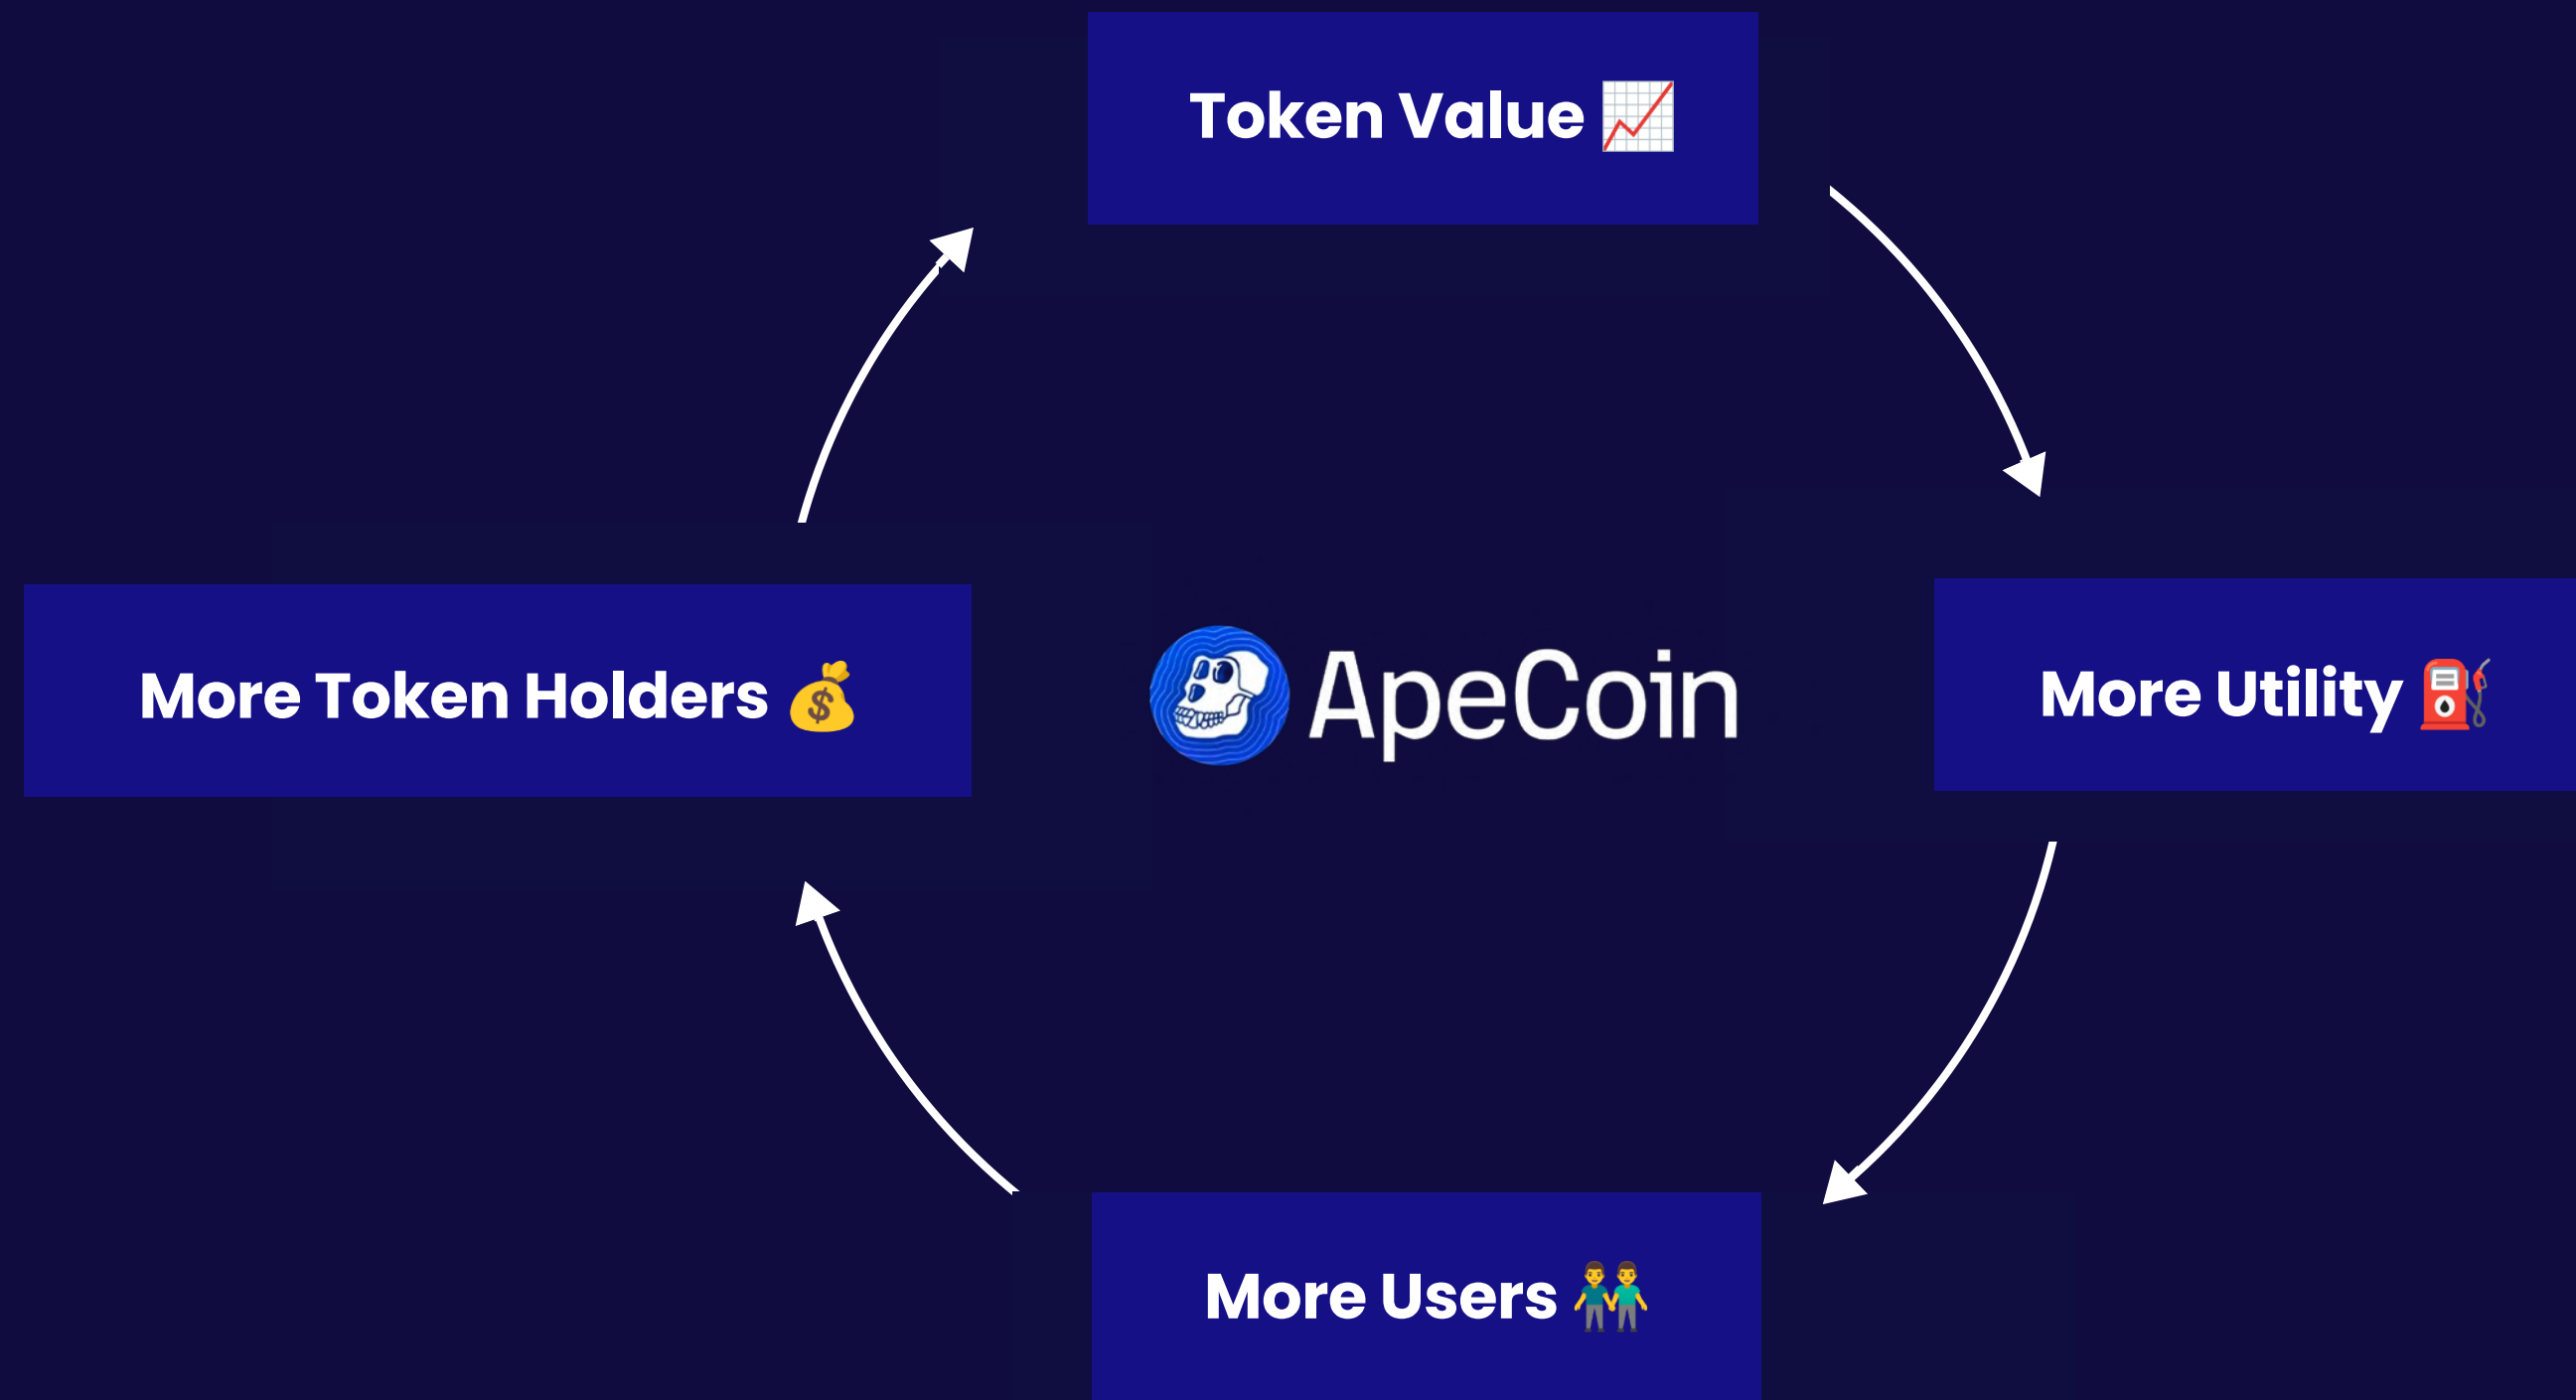 Token Value 📈
More Token Holders 💰
ApeCoin
More Utility ⛽
More Users 👬